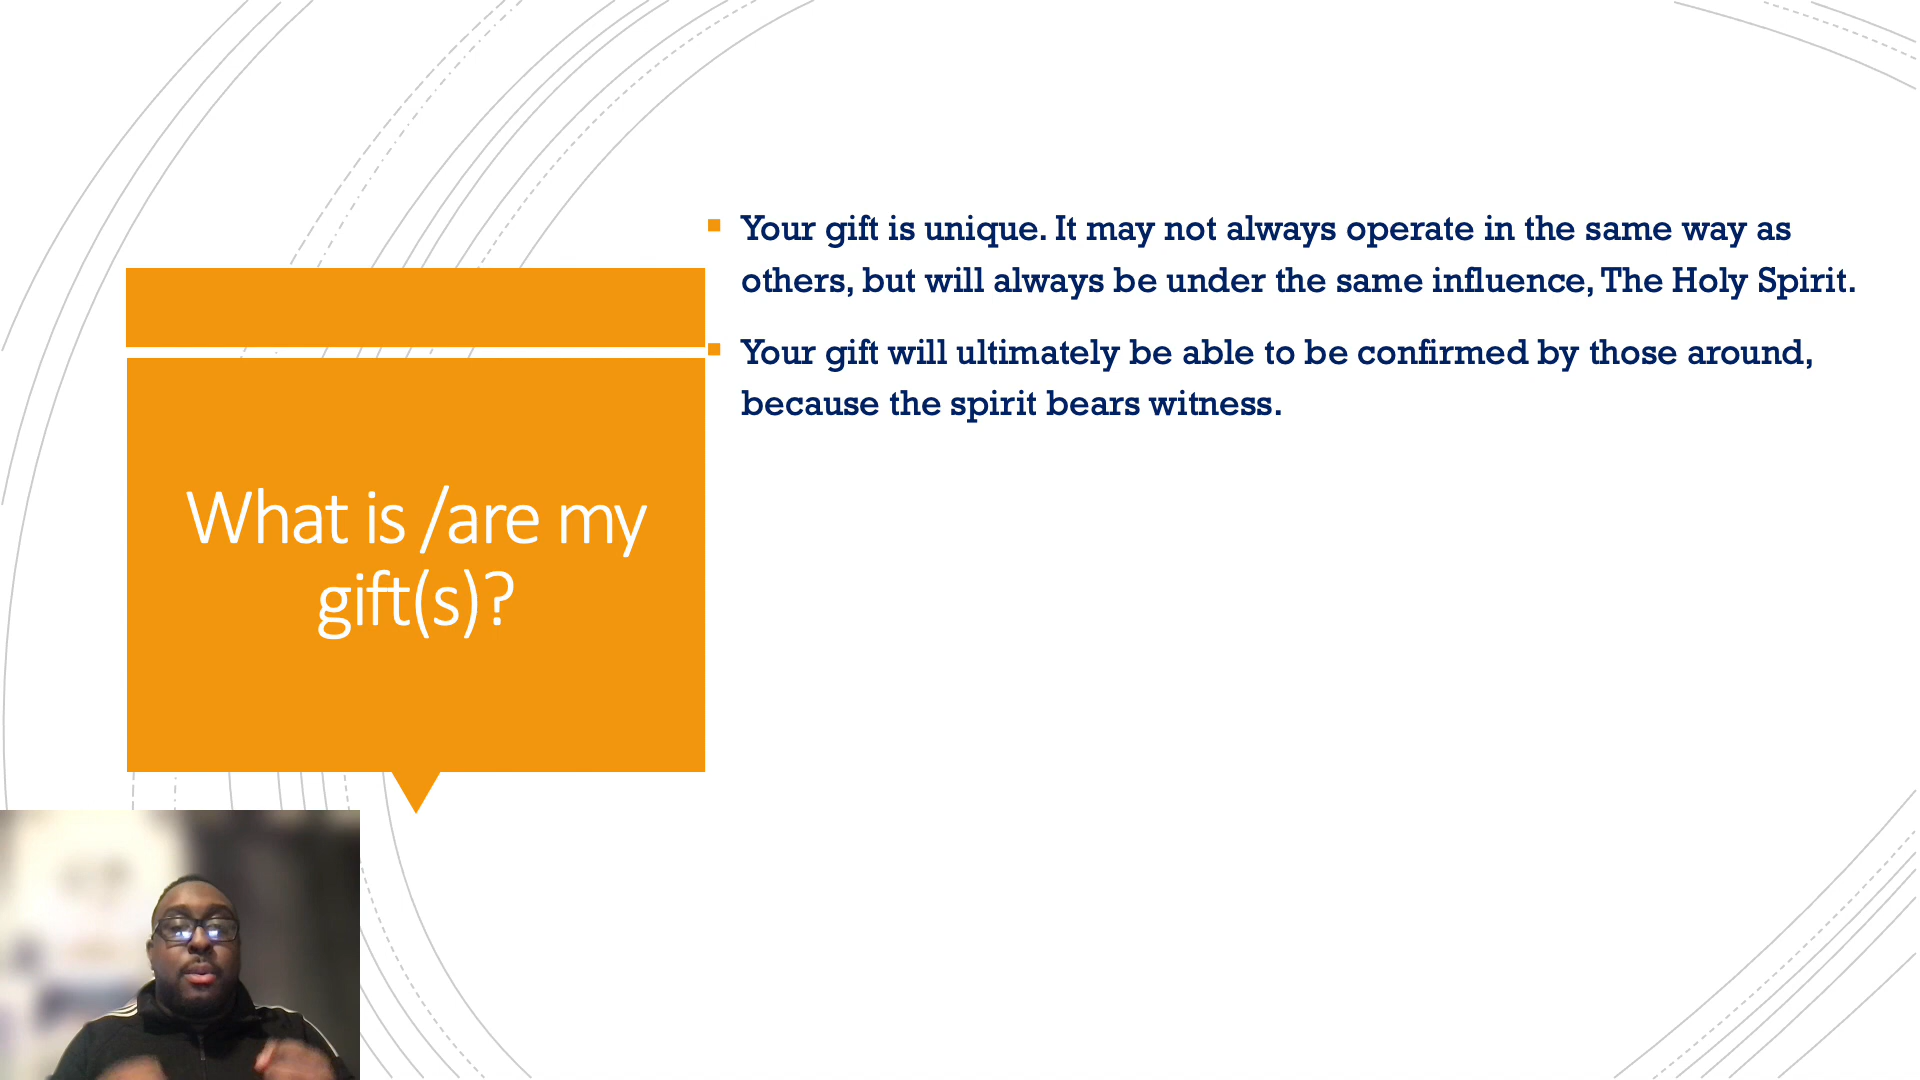 What is /are my
gift(s)?
Your gift is unique. It may not always operate in the same way as
others, but will always be under the same influence, The Holy Spirit.
Your gift will ultimately be able to be confirmed by those around,
because the spirit bears witness.